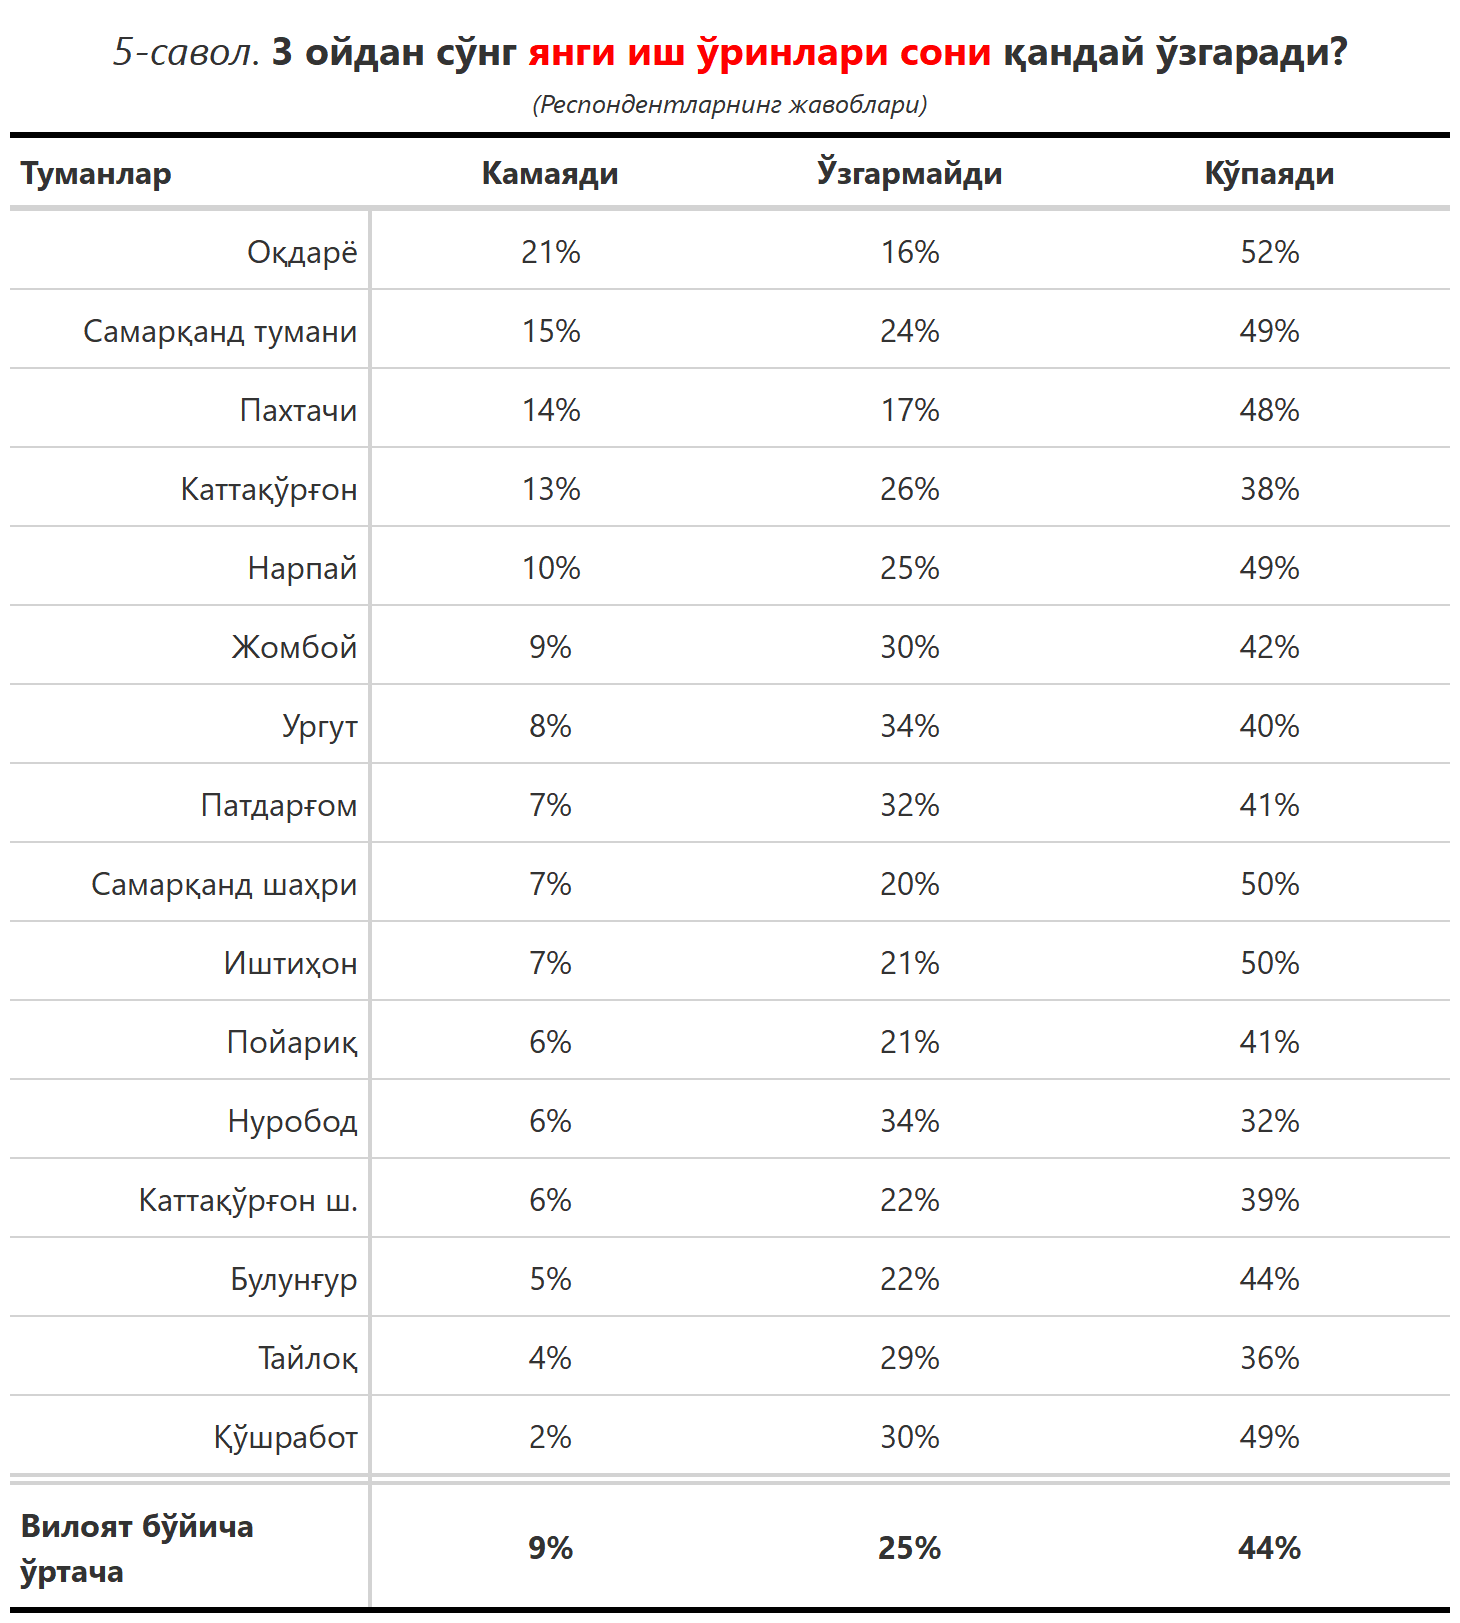 5-савол. 3 ойдан сўнг янги иш ўринлари сони қандай ўзгаради?
(Респондентларнинг жавоблари)
Туманлар Камаяди Ўзгармайди Кўпаяди
Оқдарё 21% 16% 52%
Самарқанд тумани 15% 24% 49%
Пахтачи 14% 17% 48%
Каттақўрғон 13% 26% 38%
Нарпай 10% 25% 49%
Жомбой 9% 30% 42%
Ургут 8% 34% 40%
Патдарғом 7% 32% 41%
Самарқанд шаҳри 7% 20% 50%
Иштиҳон 7% 21% 50%
Пойариқ 6% 21% 41%
Нуробод 6% 34% 32%
Каттақўрғон ш. 6% 22% 39%
Булунғур 5% 22% 44%
Тайлоқ 4% 29% 36%
Қўшработ 2% 30% 49%
Вилоят бўйича
ўртача 9% 25% 44%